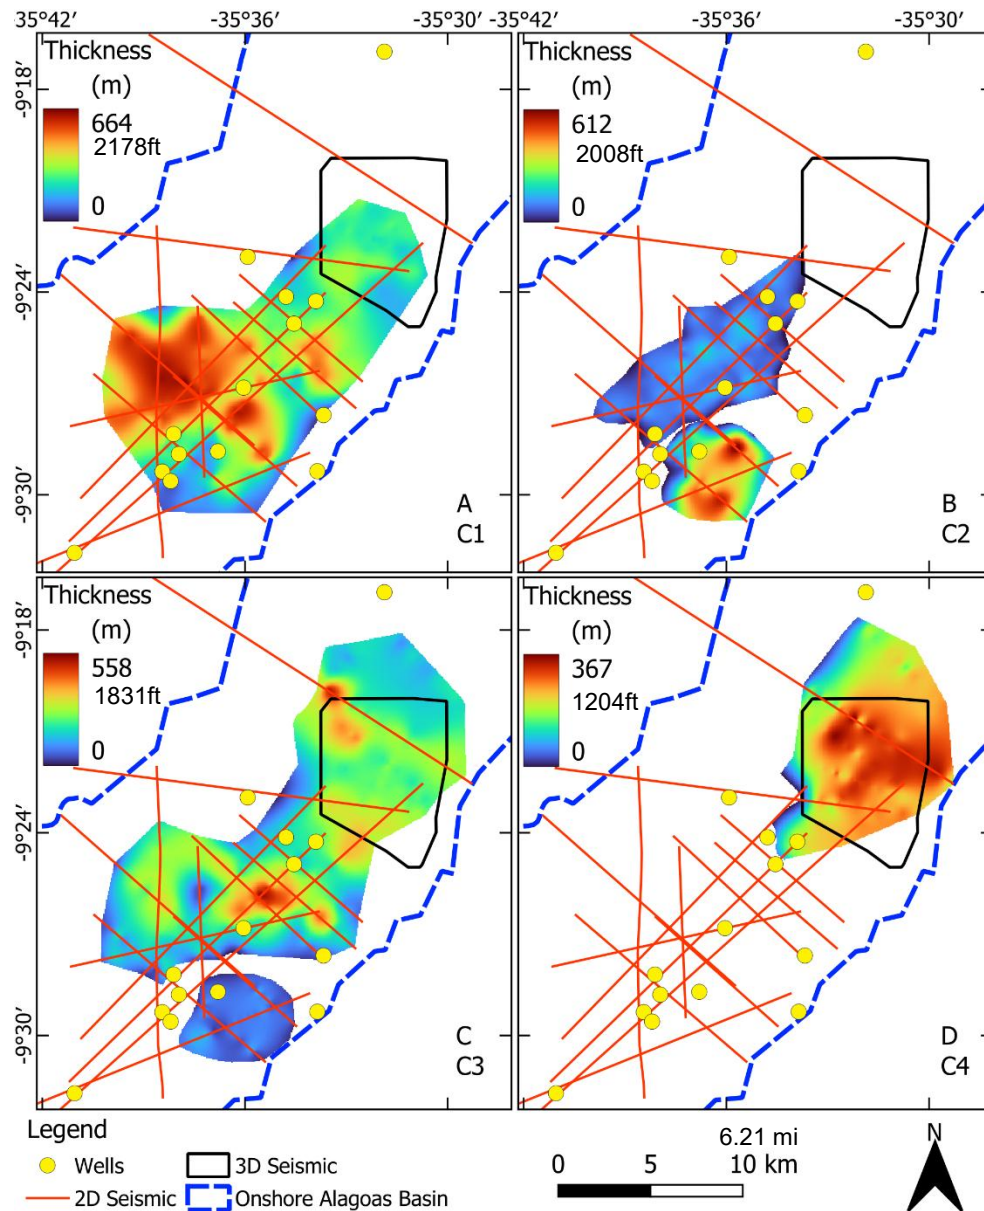 -35°42′ -35°36′ -35°30′ -35°42′ -35°36′ -35°30′
Thickness
(m)
664
2178ft
0
-9°18′
-9°24′
-9°30′
A
C1
Thickness
(m)
612
2008ft
0
B
C2
Thickness
(m)
558
1831ft
0
-9°18′
-9°24′
-9°30′
C
C3
Thickness
(m)
367
1204ft
0
D
C4
Legend
Wells
3D Seismic
2D Seismic
Onshore Alagoas Basin
6.21 mi
0 5 10 km
N